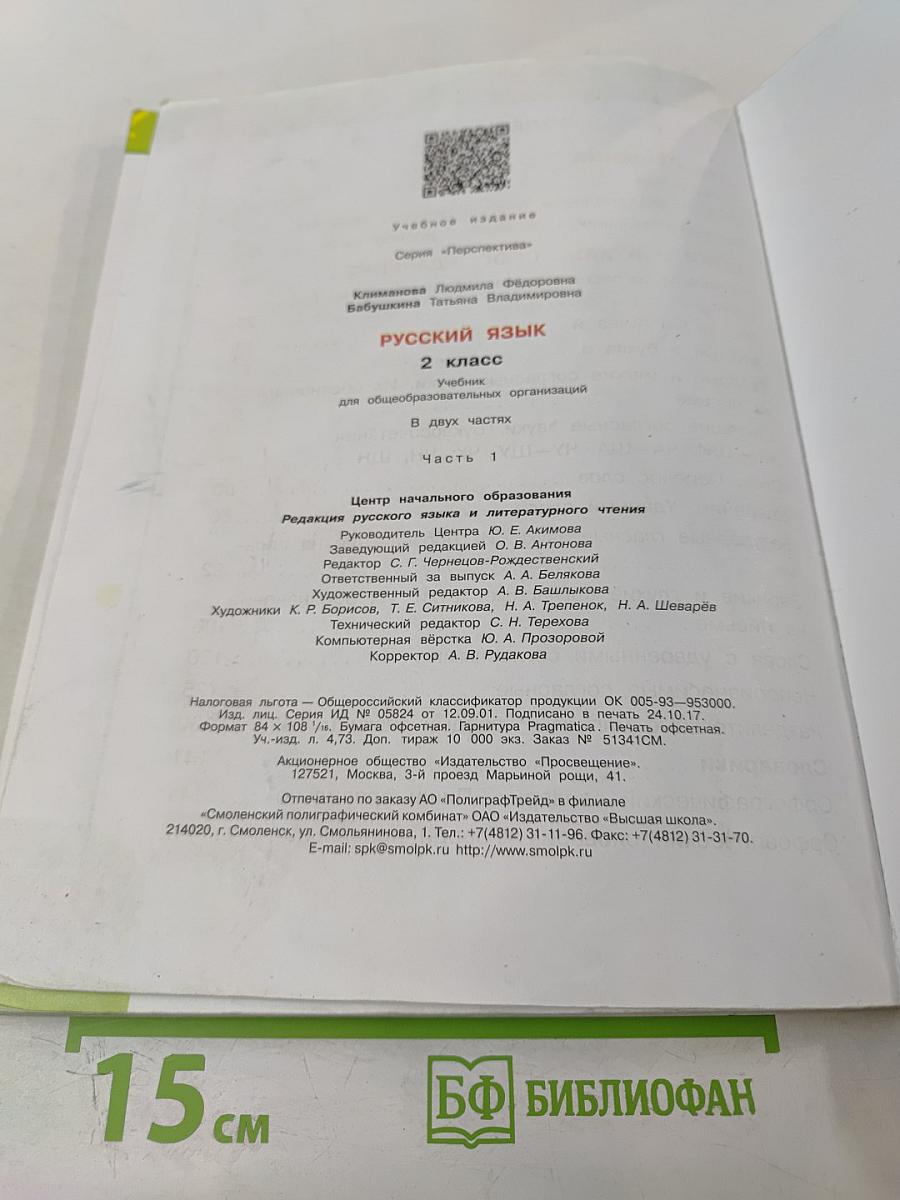 Учебное издание
Серия «Перспектива»
Климанова Людмила Фёдоровна
Бабушкина Татьяна Владимировна
РУССКИЙ ЯЗЫК
2 класс
Учебник
для общеобразовательных организаций
В двух частях
Часть 1
Центр начального образования
Редакция русского языка и литературного чтения
Руководитель Центра Ю. Е. Акимова
Заведующий редакцией О. В. Антонова
Редактор С. Г. Чернецов-Рождественский
Ответственный за выпуск А. А. Белякова
Художественный редактор А. В. Башлыкова
Художники К. Р. Борисов, Т. Е. Ситникова, Н. А. Трепенок, Н. А. Шеварёв
Технический редактор С. Н. Терехова
Компьютерная вёрстка Ю. А. Прозоровой
Корректор А. В. Рудакова
Налоговая льгота — Общероссийский классификатор продукции ОК 005-93—953000.
Изд. лиц. Серия ИД № 05824 от 12.09.01. Подписано в печать 24.10.17.
Формат 84 × 108 1/16. Бумага офсетная. Гарнитура Pragmatica. Печать офсетная.
Уч.-изд. л. 4,73. Доп. тираж 10 000 экз. Заказ № 51341СМ.
Акционерное общество «Издательство «Просвещение».
127521, Москва, 3-й проезд Марьиной рощи, 41.
Отпечатано по заказу АО «ПолиграфТрейд» в филиале
«Смоленский полиграфический комбинат» ОАО «Издательство «Высшая школа».
214020, г. Смоленск, ул. Смольянинова, 1. Тел.: +7(4812) 31-11-96. Факс: +7(4812) 31-31-70.
E-mail: spk@smolpk.ru http://www.smolpk.ru
15 см
БФ БИБЛИОФАН